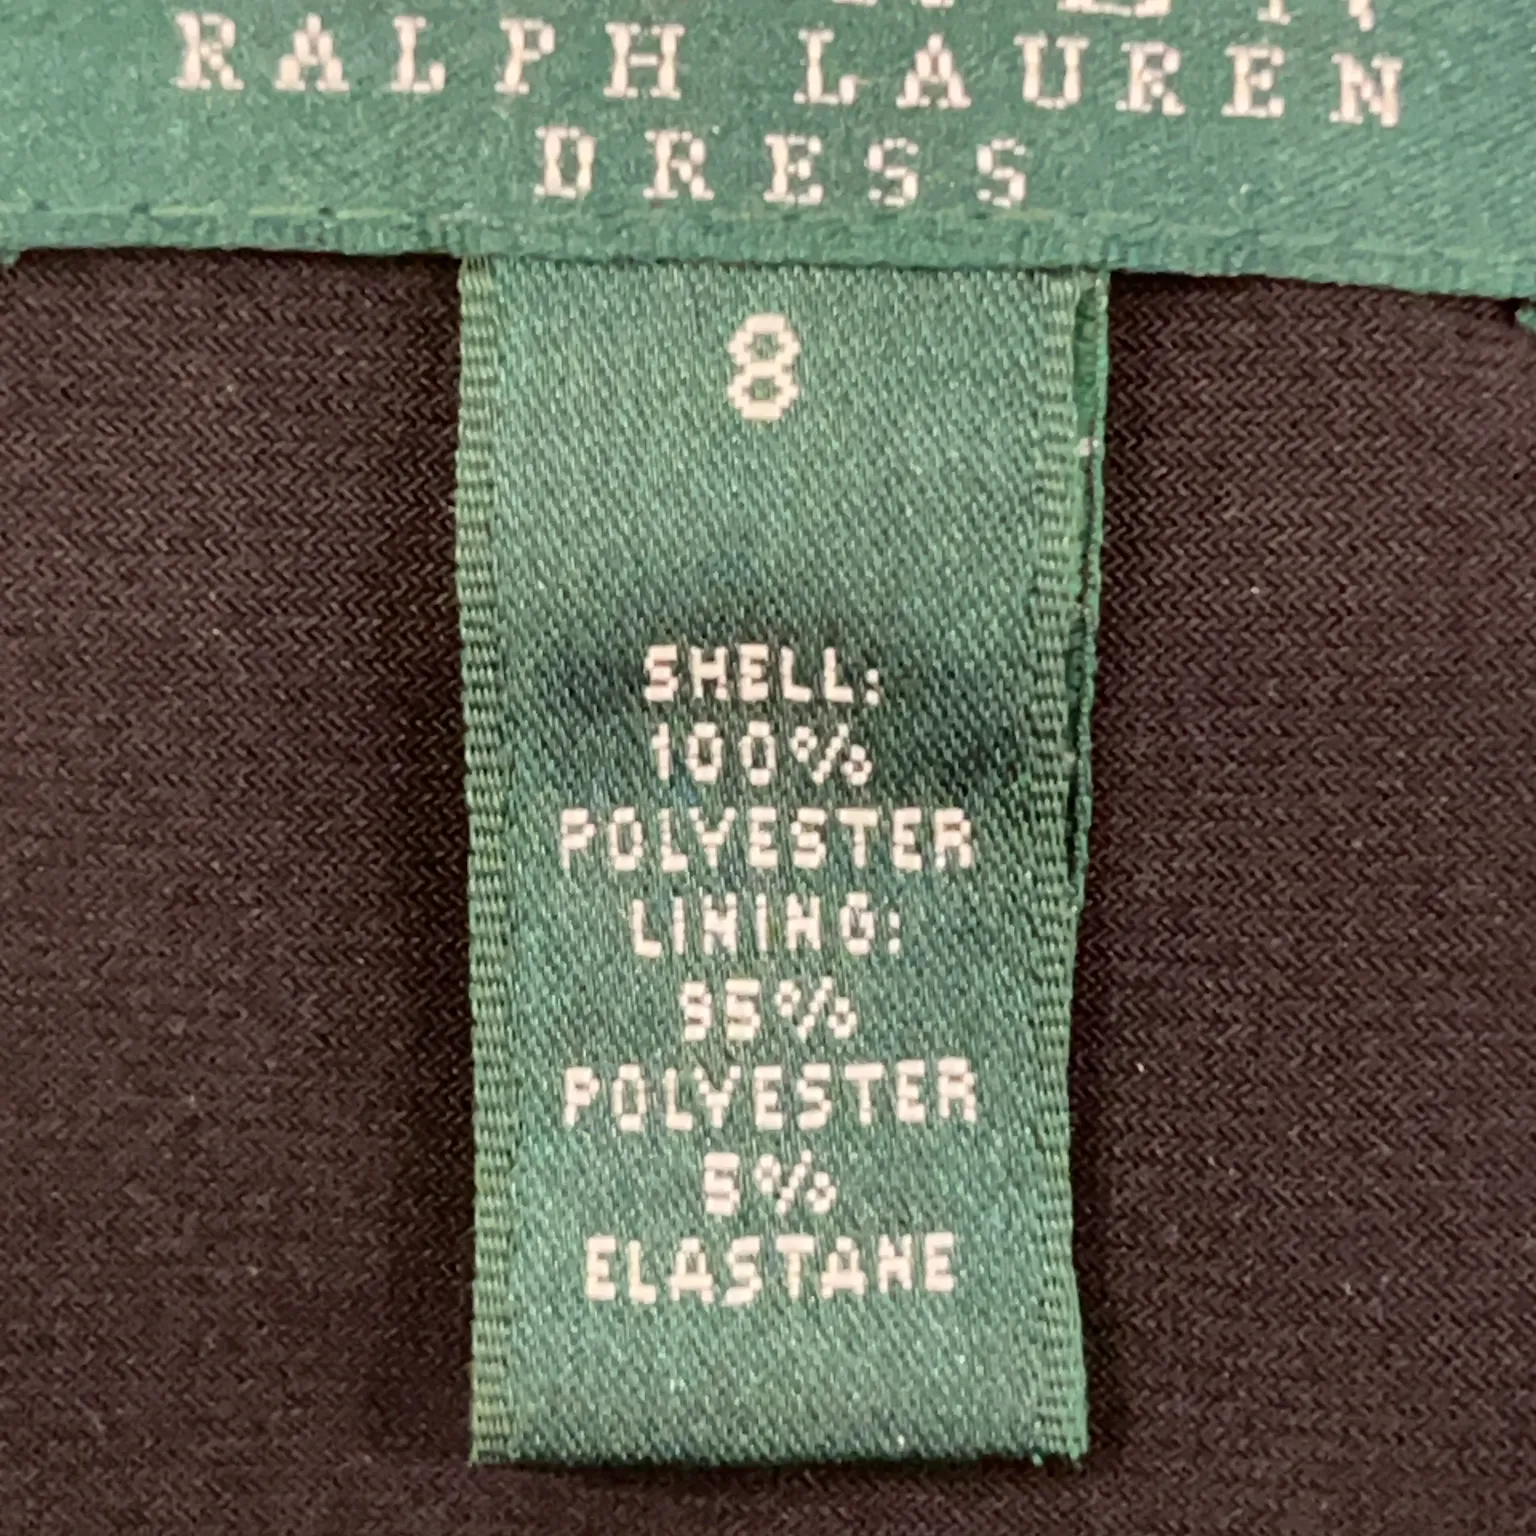 RALPH LAUREN
DRESS
8
SHELL:
100%
POLYESTER
LINING:
95%
POLYESTER
5%
ELASTANE